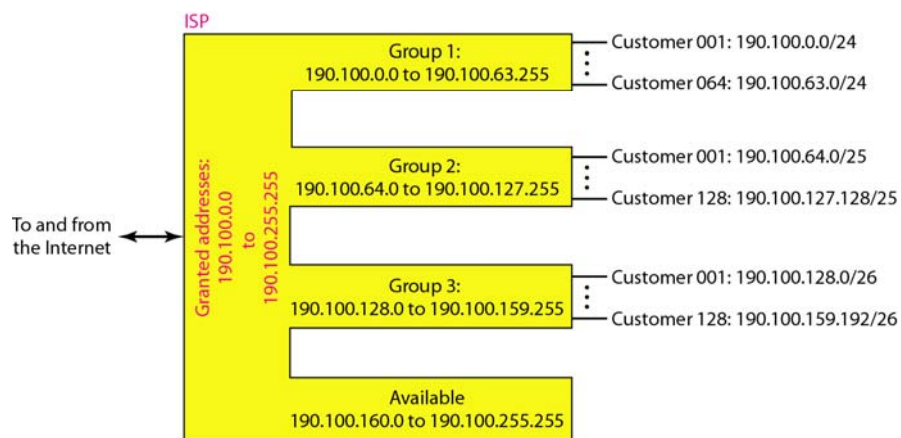 ISP
Group 1:
190.100.0.0 to 190.100.63.255
Customer 001: 190.100.0.0/24
Customer 064: 190.100.63.0/24
Group 2:
190.100.64.0 to 190.100.127.255
Customer 001: 190.100.64.0/25
Customer 128: 190.100.127.128/25
To and from
the Internet
Granted addresses:
190.100.0.0
to
190.100.255.255
Group 3:
190.100.128.0 to 190.100.159.255
Customer 001: 190.100.128.0/26
Customer 128: 190.100.159.192/26
Available
190.100.160.0 to 190.100.255.255